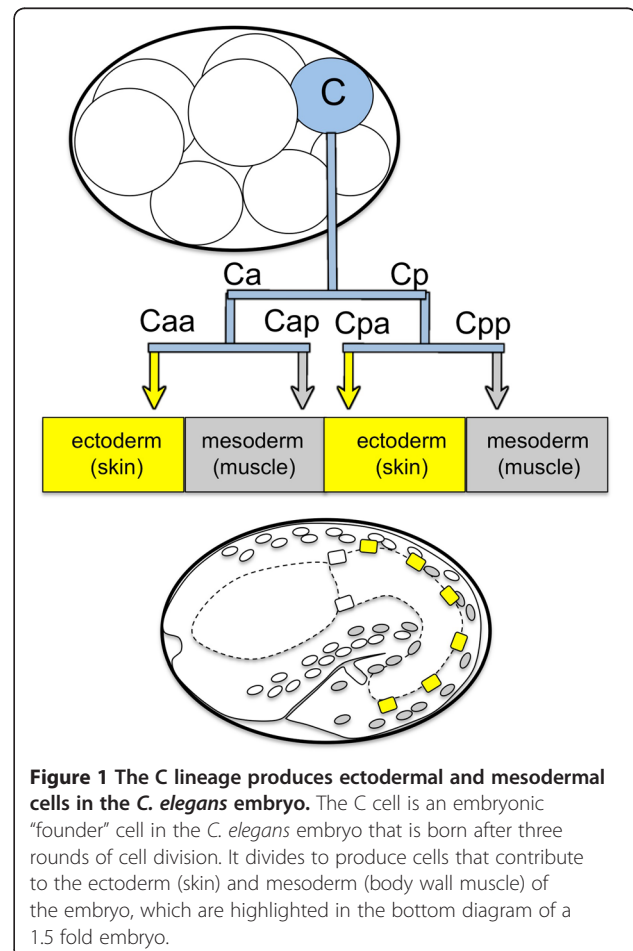 C
Ca Cp
Caa Cap Cpa Cpp
ectoderm mesoderm ectoderm mesoderm
(skin) (muscle) (skin) (muscle)
Figure 1 The C lineage produces ectodermal and mesodermal
cells in the C. elegans embryo. The C cell is an embryonic
“founder” cell in the C. elegans embryo that is born after three
rounds of cell division. It divides to produce cells that contribute
to the ectoderm (skin) and mesoderm (body wall muscle) of
the embryo, which are highlighted in the bottom diagram of a
1.5 fold embryo.